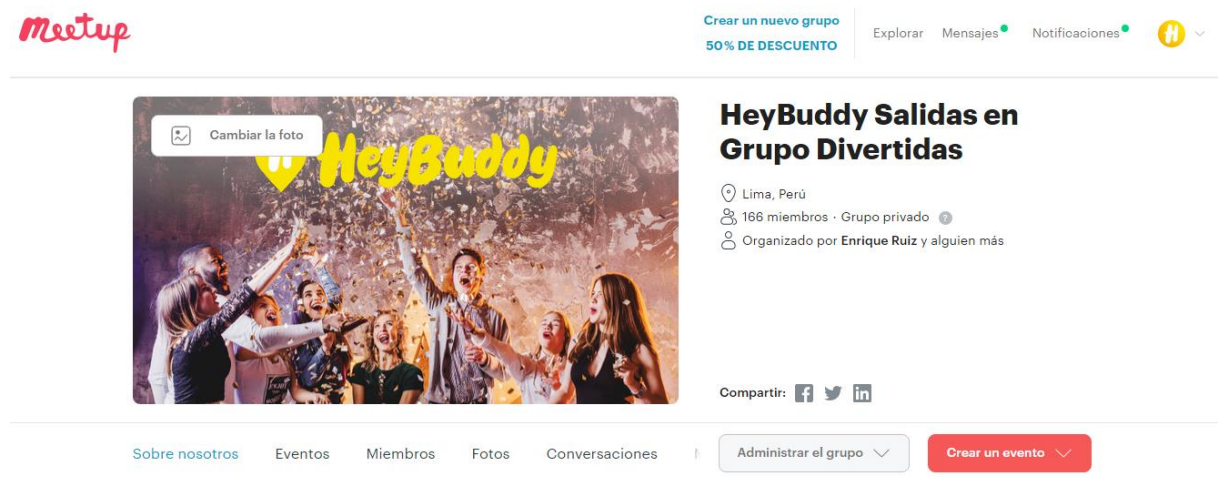 Meetup
Crear un nuevo grupo
50% DE DESCUENTO
Explorar
Mensajes
Notificaciones
H
Cambiar la foto
HeyBuddy
HeyBuddy Salidas en
Grupo Divertidas
Lima, Perú
166 miembros · Grupo privado ?
Organizado por Enrique Ruiz y alguien más
Compartir:
Sobre nosotros
Eventos
Miembros
Fotos
Conversaciones
Administrar el grupo
Crear un evento